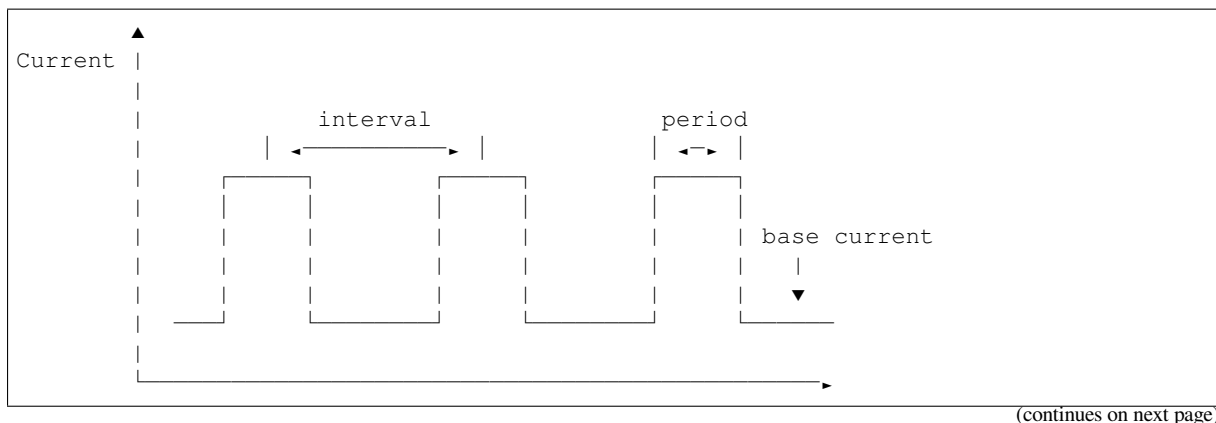 Current
interval period
base current
(continues on next page)